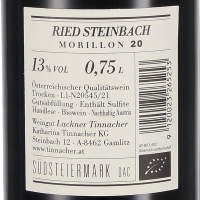 RIED STEINBACH
MORILLON 20
13% VOL 0,75 L
Österreichischer Qualitätswein
Trocken · L1-N20545/21
Gutsabfüllung · Enthält Sulfite
Handlese · Biowein · Nachhaltig Austria
Weingut Lackner Tinnacher
Katharina Tinnacher KG
Steinbach 12 · A-8462 Gamlitz
www.tinnacher.at
SÜDSTEIERMARK DAC